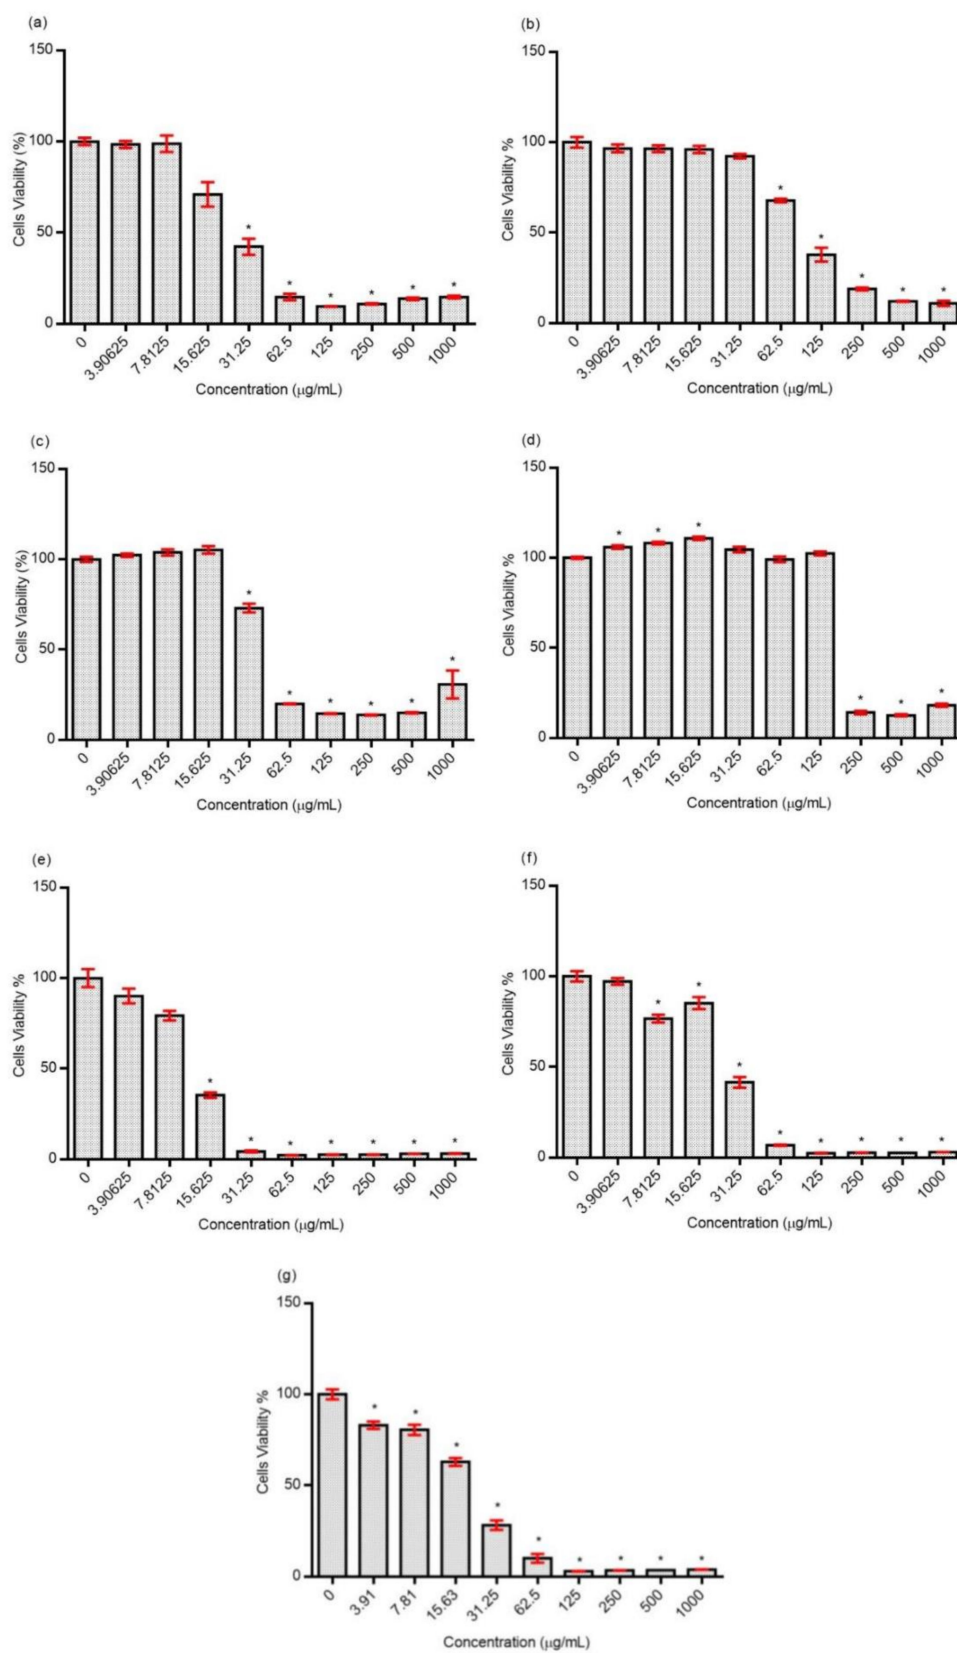 (a)
150
100
50
0
Cells Viability (%)
* * * * * *
0 3.90625 7.8125 15.625 31.25 62.5 125 250 500 1000
Concentration (µg/mL)
(b)
150
100
50
0
Cells Viability %
* * * * *
0 3.90625 7.8125 15.625 31.25 62.5 125 250 500 1000
Concentration (µg/mL)
(c)
150
100
50
0
Cells Viability (%)
* * * * * *
0 3.90625 7.8125 15.625 31.25 62.5 125 250 500 1000
Concentration (µg/mL)
(d)
150
100
50
0
Cells Viability %
* * * * * *
0 3.90625 7.8125 15.625 31.25 62.5 125 250 500 1000
Concentration (µg/mL)
(e)
150
100
50
0
Cells Viability %
* * * * * * *
0 3.90625 7.8125 15.625 31.25 62.5 125 250 500 1000
Concentration (µg/mL)
(f)
150
100
50
0
Cells Viability %
* * * * * * * *
0 3.90625 7.8125 15.625 31.25 62.5 125 250 500 1000
Concentration (µg/mL)
(g)
150
100
50
0
Cells Viability %
* * * * * * * * *
0 3.91 7.81 15.63 31.25 62.5 125 250 500 1000
Concentration (µg/mL)